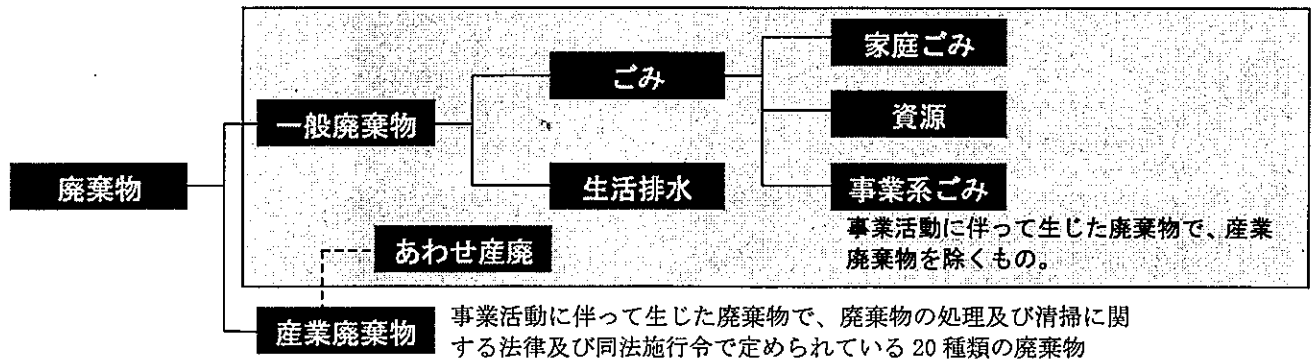 家庭ごみ
ごみ
一般廃棄物
資源
廃棄物
生活排水
事業系ごみ
事業活動に伴って生じた廃棄物で、産業
廃棄物を除くもの。
あわせ産廃
産業廃棄物
事業活動に伴って生じた廃棄物で、廃棄物の処理及び清掃に関
する法律及び同法施行令で定められている 20 種類の廃棄物